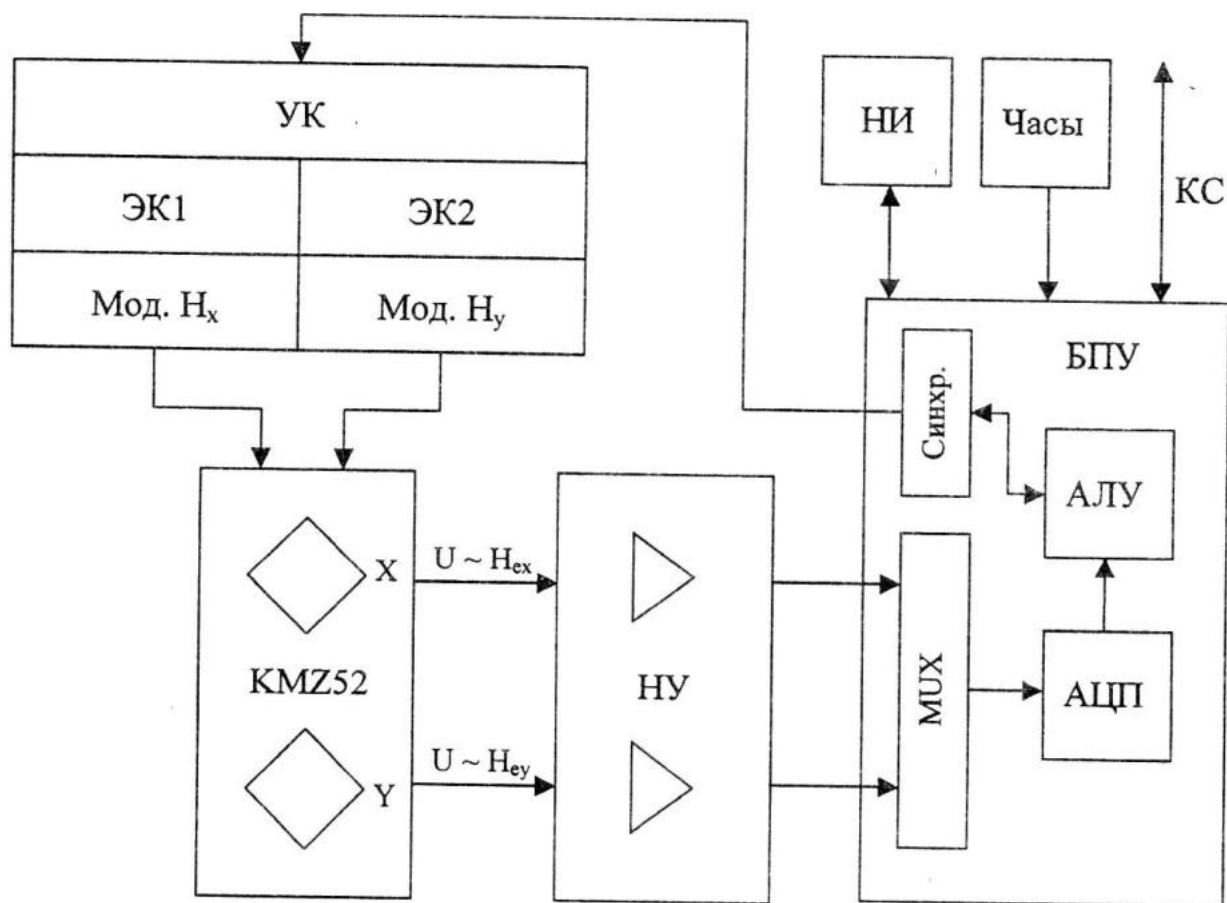 УК
НИ
Часы
КС
ЭК1
ЭК2
Мод. Hx
Мод. Hy
БПУ
Синхр.
АЛУ
X
U ~ Hex
KMZ52
НУ
MUX
АЦП
U ~ Hey
Y